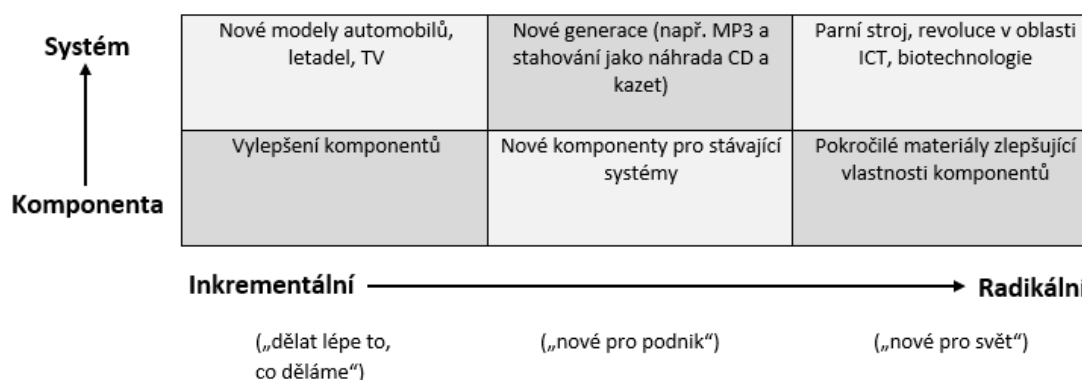 Systém
Komponenta
Nové modely automobilů,
letadel, TV
Nové generace (např. MP3 a
stahování jako náhrada CD a
kazet)
Parní stroj, revoluce v oblasti
ICT, biotechnologie
Vylepšení komponentů
Nové komponenty pro stávající
systémy
Pokročilé materiály zlepšující
vlastnosti komponentů
Inkrementální
Radikální
(„dělat lépe to,
co děláme“)
(„nové pro podnik“)
(„nové pro svět“)